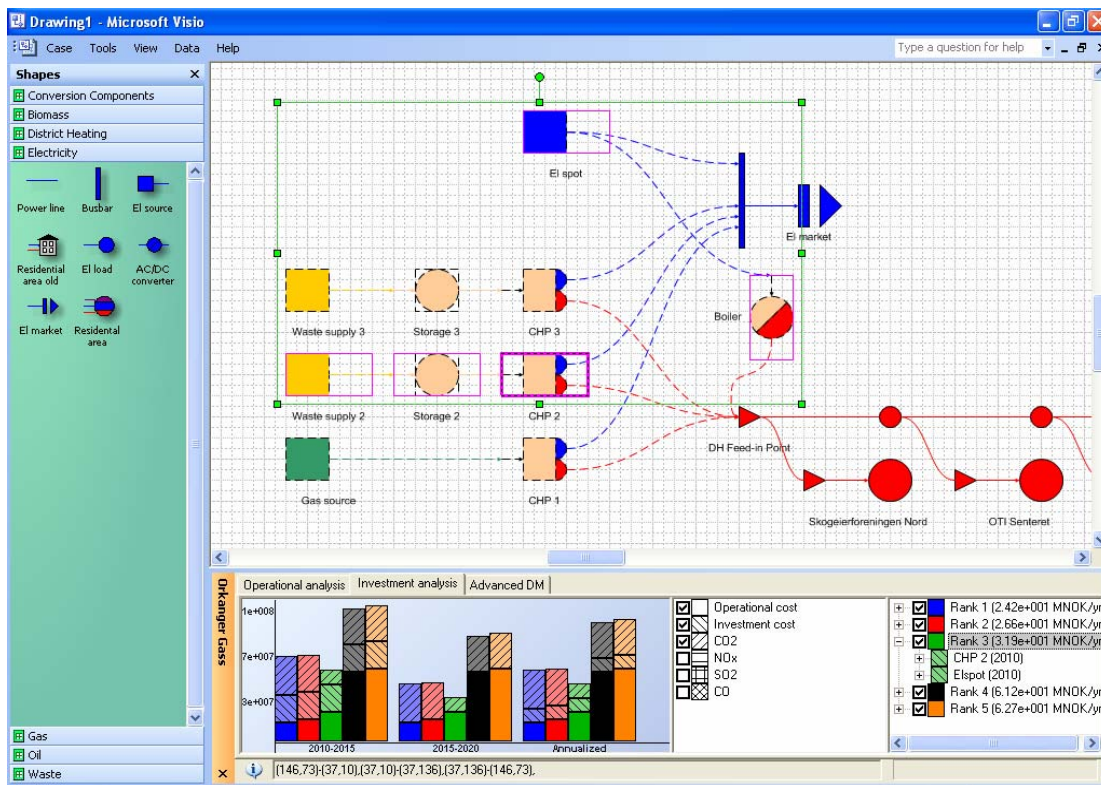 Drawing1 - Microsoft Visio
Case Tools View Data Help
Type a question for help
Shapes
Conversion Components
Biomass
District Heating
Electricity
Power line Busbar El source
Residential area old El load AC/DC converter
El market Residental area
Gas
Oil
Waste
El spot
El market
Waste supply 3 Storage 3 CHP 3 Boiler
Waste supply 2 Storage 2 CHP 2
DH Feed-in Point
Gas source CHP 1
Skogeierforeningen Nord OTI Senteret
Orkanger Gass
Operational analysis Investment analysis Advanced DM
1e+008
7e+007
3e+007
2010-2015 2015-2020 Annualized
Operational cost
Investment cost
CO2
NOx
SO2
CO
Rank 1 (2.42e+001 MNOK/yr
Rank 2 (2.66e+001 MNOK/yr
Rank 3 (3.19e+001 MNOK/yr
CHP 2 (2010)
Elspot (2010)
Rank 4 (6.12e+001 MNOK/yr
Rank 5 (6.27e+001 MNOK/yr
(146,73)-(37,10),(37,10)-(37,136),(37,136)-(146,73),